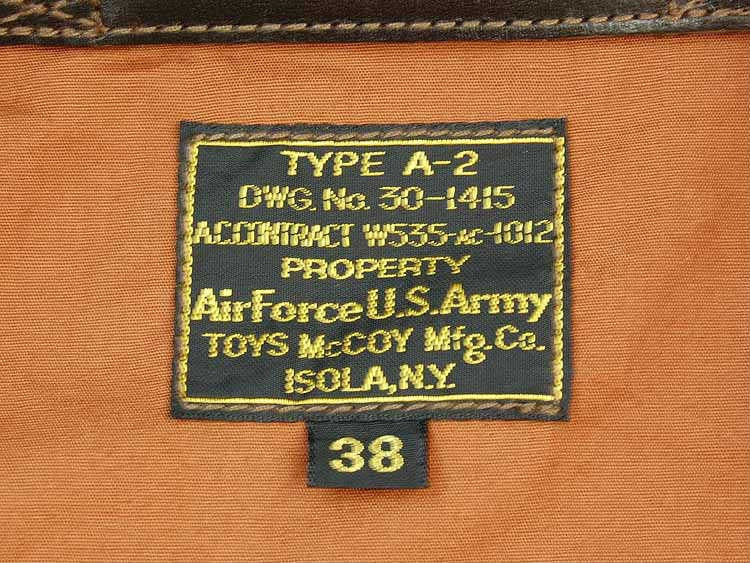 TYPE A-2
DWG. No. 30-1415
A.C.CONTRACT W535-AC-1012
PROPERTY
AirForce U.S. Army
TOYS McCOY Mfg. Co.
ISOLA, N.Y.
38